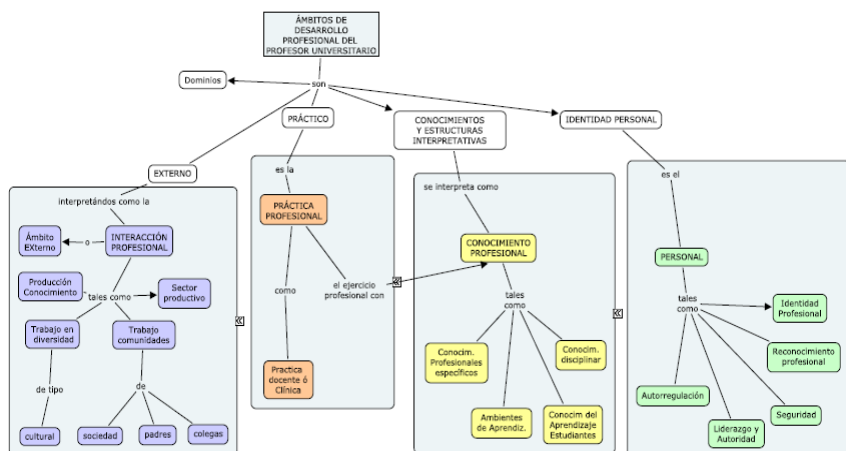 ÁMBITOS DE
DESARROLLO
PROFESIONAL DEL
PROFESOR UNIVERSITARIO
Dominios
son
PRÁCTICO
CONOCIMIENTOS
Y ESTRUCTURAS
INTERPRETATIVAS
IDENTIDAD PERSONAL
EXTERNO
interpretándos como la
Ámbito
EXterno
o
INTERACCIÓN
PROFESIONAL
Producción
Conocimiento
tales como
Sector
productivo
Trabajo en
diversidad
Trabajo
comunidades
de tipo
de
cultural
sociedad
padres
colegas
es la
PRÁCTICA
PROFESIONAL
como
el ejercicio
profesional con
Practica
docente ó
Clínica
se interpreta como
CONOCIMIENTO
PROFESIONAL
tales
como
Conocim.
Profesionales
específicos
Conocim.
disciplinar
Ambientes
de Aprendiz.
Conocim del
Aprendizaje
Estudiantes
es el
PERSONAL
tales
como
Identidad
Profesional
Reconocimiento
profesional
Autorregulación
Seguridad
Liderazgo y
Autoridad